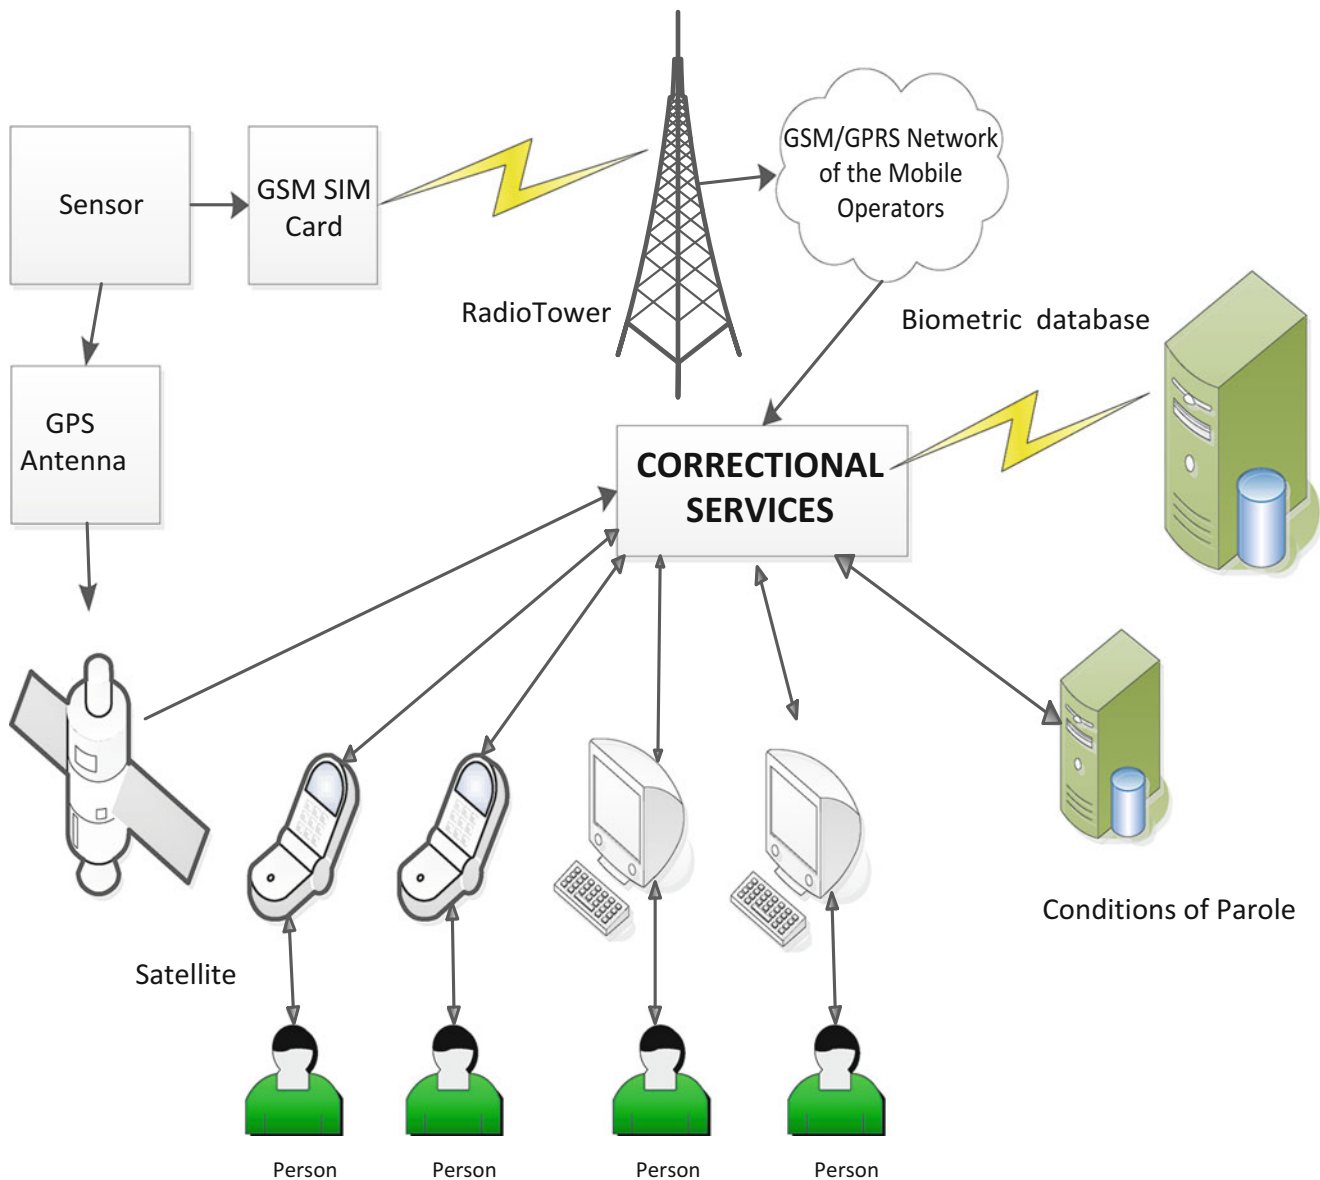 GSM/GPRS Network
of the Mobile
Operators
Sensor
GSM SIM
Card
RadioTower
Biometric database
GPS
Antenna
CORRECTIONAL
SERVICES
Conditions of Parole
Satellite
Person
Person
Person
Person